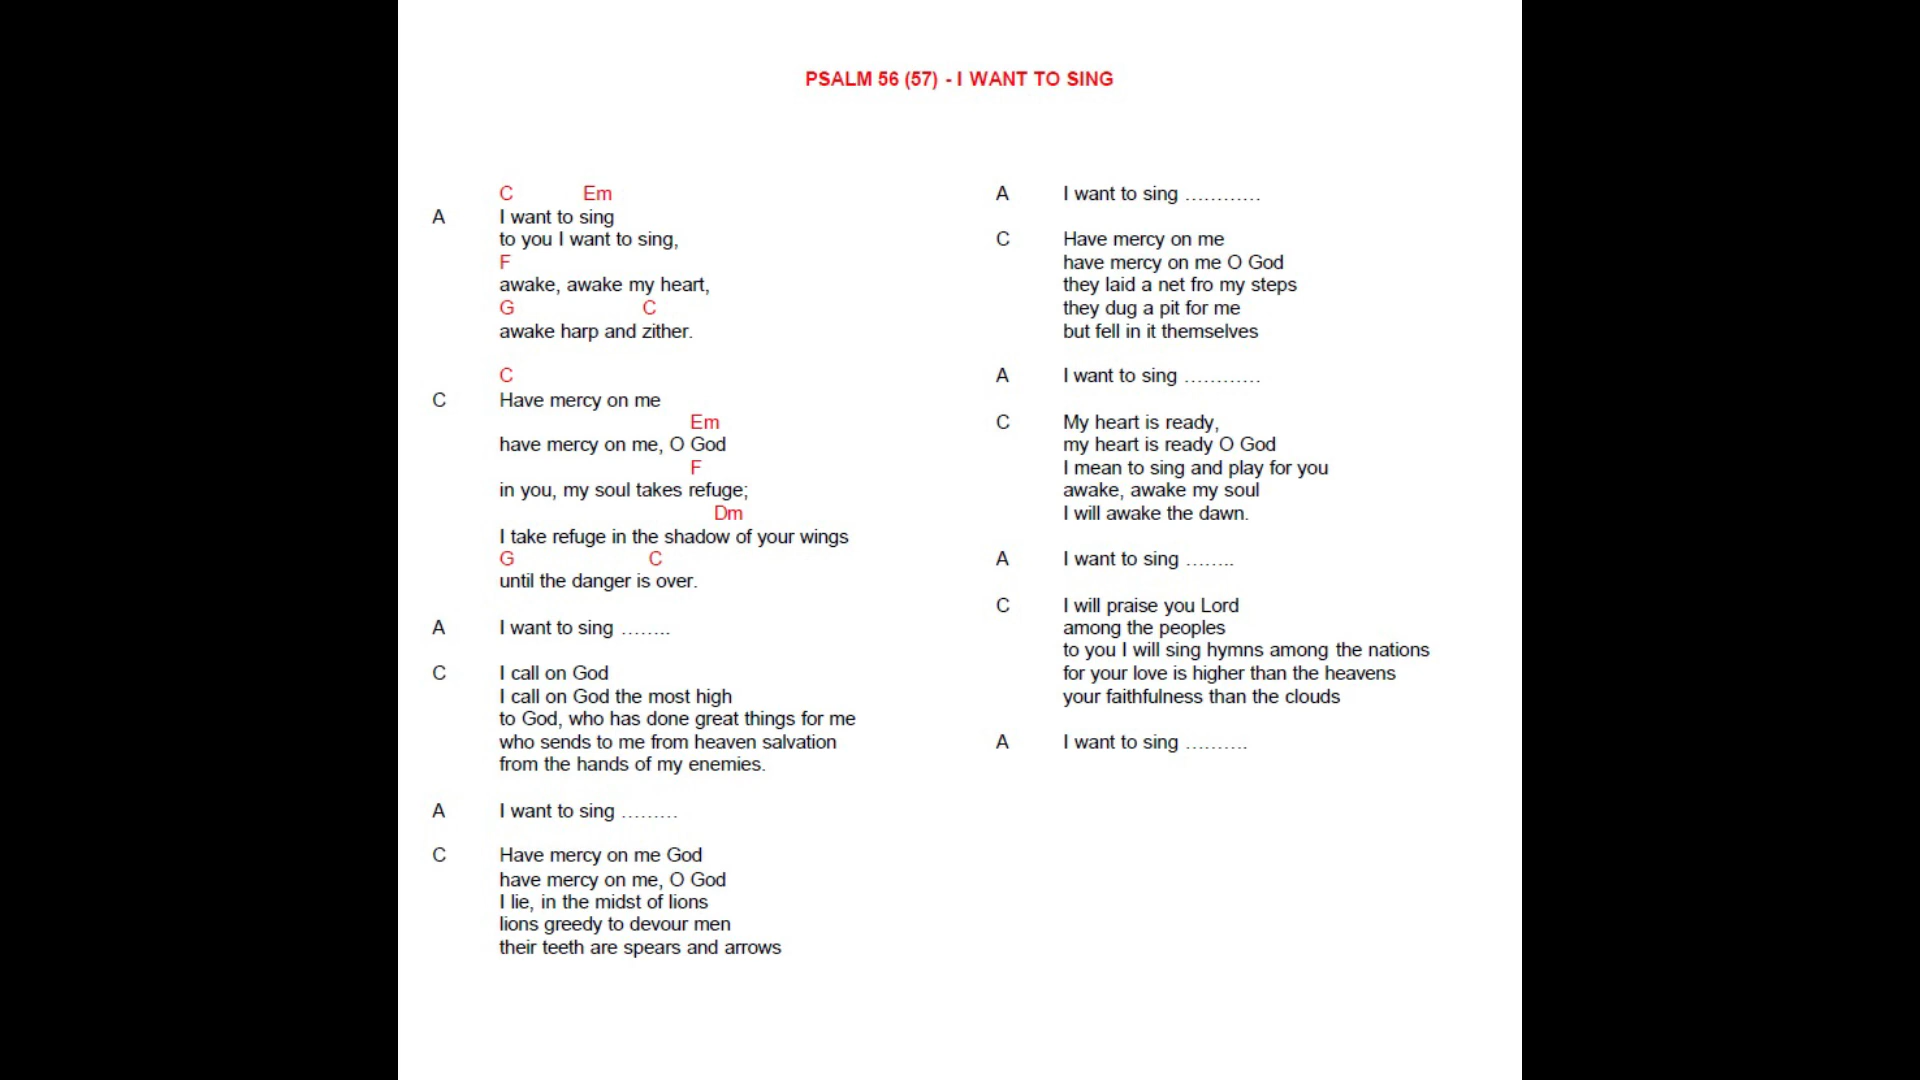 PSALM 56 (57) - I WANT TO SING
C Em
A I want to sing
to you I want to sing,
F
awake, awake my heart,
G C
awake harp and zither.
C
C Have mercy on me
Em
have mercy on me, O God
F
in you, my soul takes refuge;
Dm
I take refuge in the shadow of your wings
G C
until the danger is over.
A I want to sing ……..
C I call on God
I call on God the most high
to God, who has done great things for me
who sends to me from heaven salvation
from the hands of my enemies.
A I want to sing ………
C Have mercy on me God
have mercy on me, O God
I lie, in the midst of lions
lions greedy to devour men
their teeth are spears and arrows
A I want to sing …………
C Have mercy on me
have mercy on me O God
they laid a net fro my steps
they dug a pit for me
but fell in it themselves
A I want to sing …………
C My heart is ready,
my heart is ready O God
I mean to sing and play for you
awake, awake my soul
I will awake the dawn.
A I want to sing ……..
C I will praise you Lord
among the peoples
to you I will sing hymns among the nations
for your love is higher than the heavens
your faithfulness than the clouds
A I want to sing ……….